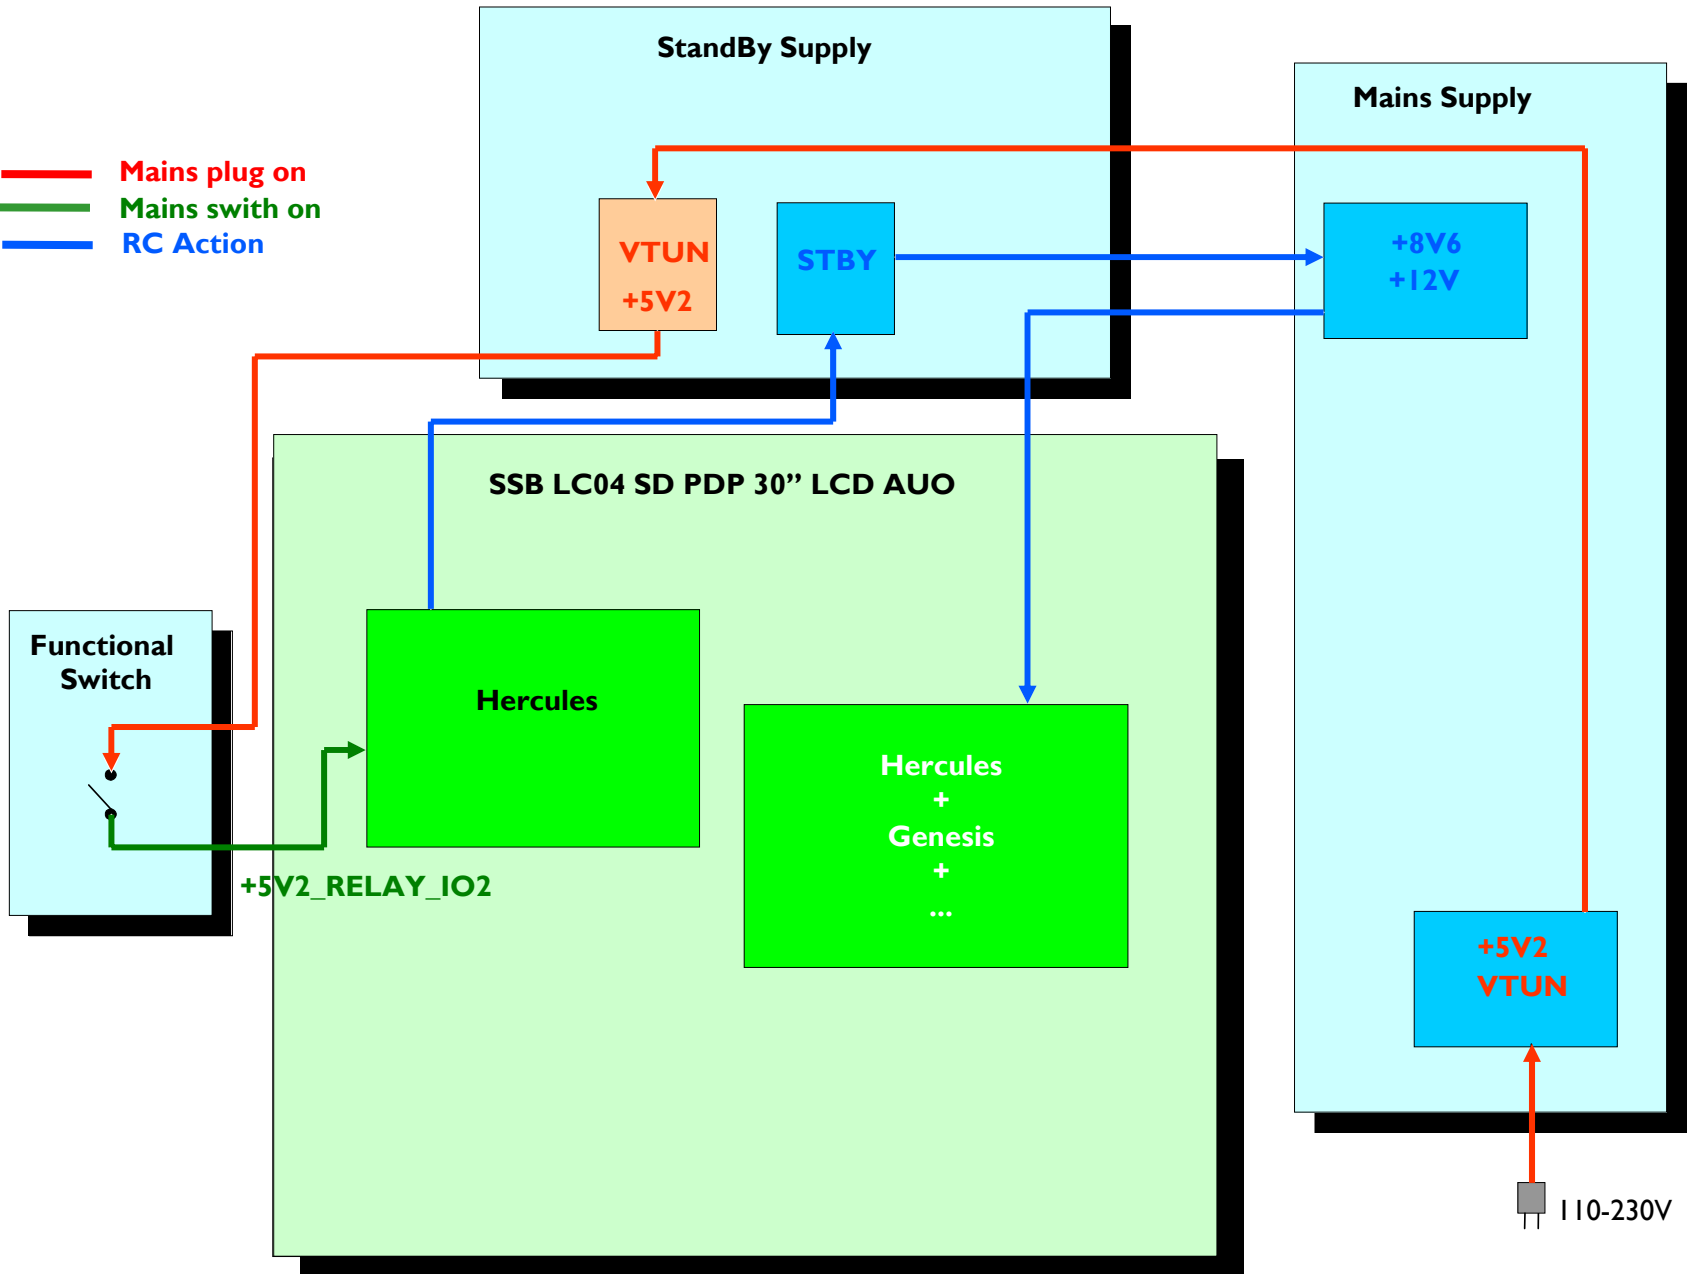 StandBy Supply
Mains Supply
Mains plug on
Mains swith on
RC Action
VTUN
+5V2
STBY
+8V6
+12V
SSB LC04 SD PDP 30” LCD AUO
Functional
Switch
Hercules
Hercules
+
Genesis
+
...
+5V2_RELAY_IO2
+5V2
VTUN
110-230V